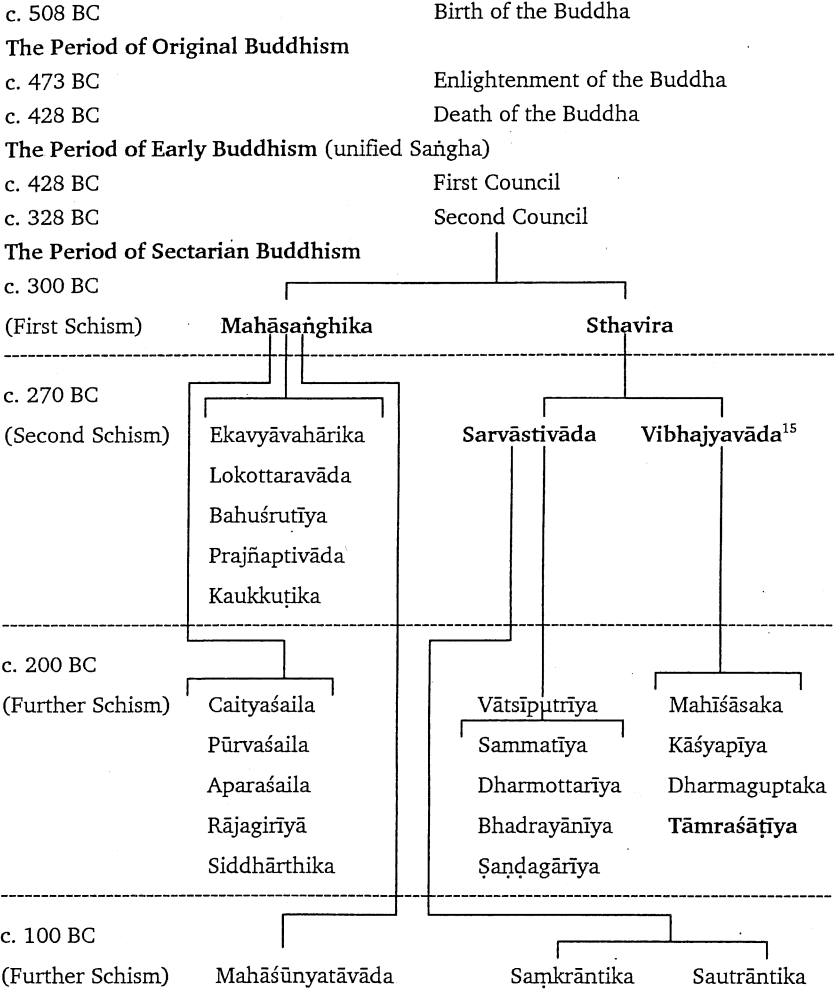 c. 508 BC Birth of the Buddha
The Period of Original Buddhism
c. 473 BC Enlightenment of the Buddha
c. 428 BC Death of the Buddha
The Period of Early Buddhism (unified Saṅgha)
c. 428 BC First Council
c. 328 BC Second Council
The Period of Sectarian Buddhism
c. 300 BC
(First Schism) Mahāsaṅghika Sthavira
c. 270 BC
(Second Schism) Ekavyāvahārika Sarvāstivāda Vibhajyavāda¹⁵
Lokottaravāda
Bahuśrutīya
Prajñaptivāda
Kaukkuṭika
c. 200 BC
(Further Schism) Caityaśaila Vātsīputrīya Mahīśāsaka
Pūrvaśaila Sammatīya Kāśyapīya
Aparaśaila Dharmottarīya Dharmaguptaka
Rājagirīyā Bhadrayānīya Tāmraśāṭīya
Siddhārthika Ṣaṇḍagārīya
c. 100 BC
(Further Schism) Mahāśūnyatāvāda Saṃkrāntika Sautrāntika